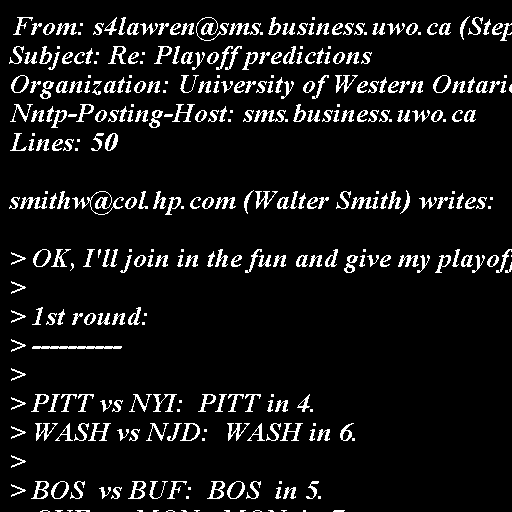 From: s4lawren@sms.business.uwo.ca (Step
Subject: Re: Playoff predictions
Organization: University of Western Ontari
Nntp-Posting-Host: sms.business.uwo.ca
Lines: 50

smithw@col.hp.com (Walter Smith) writes:

> OK, I'll join in the fun and give my playoff
>
> 1st round:
> ----------
>
> PITT vs NYI:  PITT in 4.
> WASH vs NJD:  WASH in 6.
>
> BOS  vs BUF:  BOS  in 5.